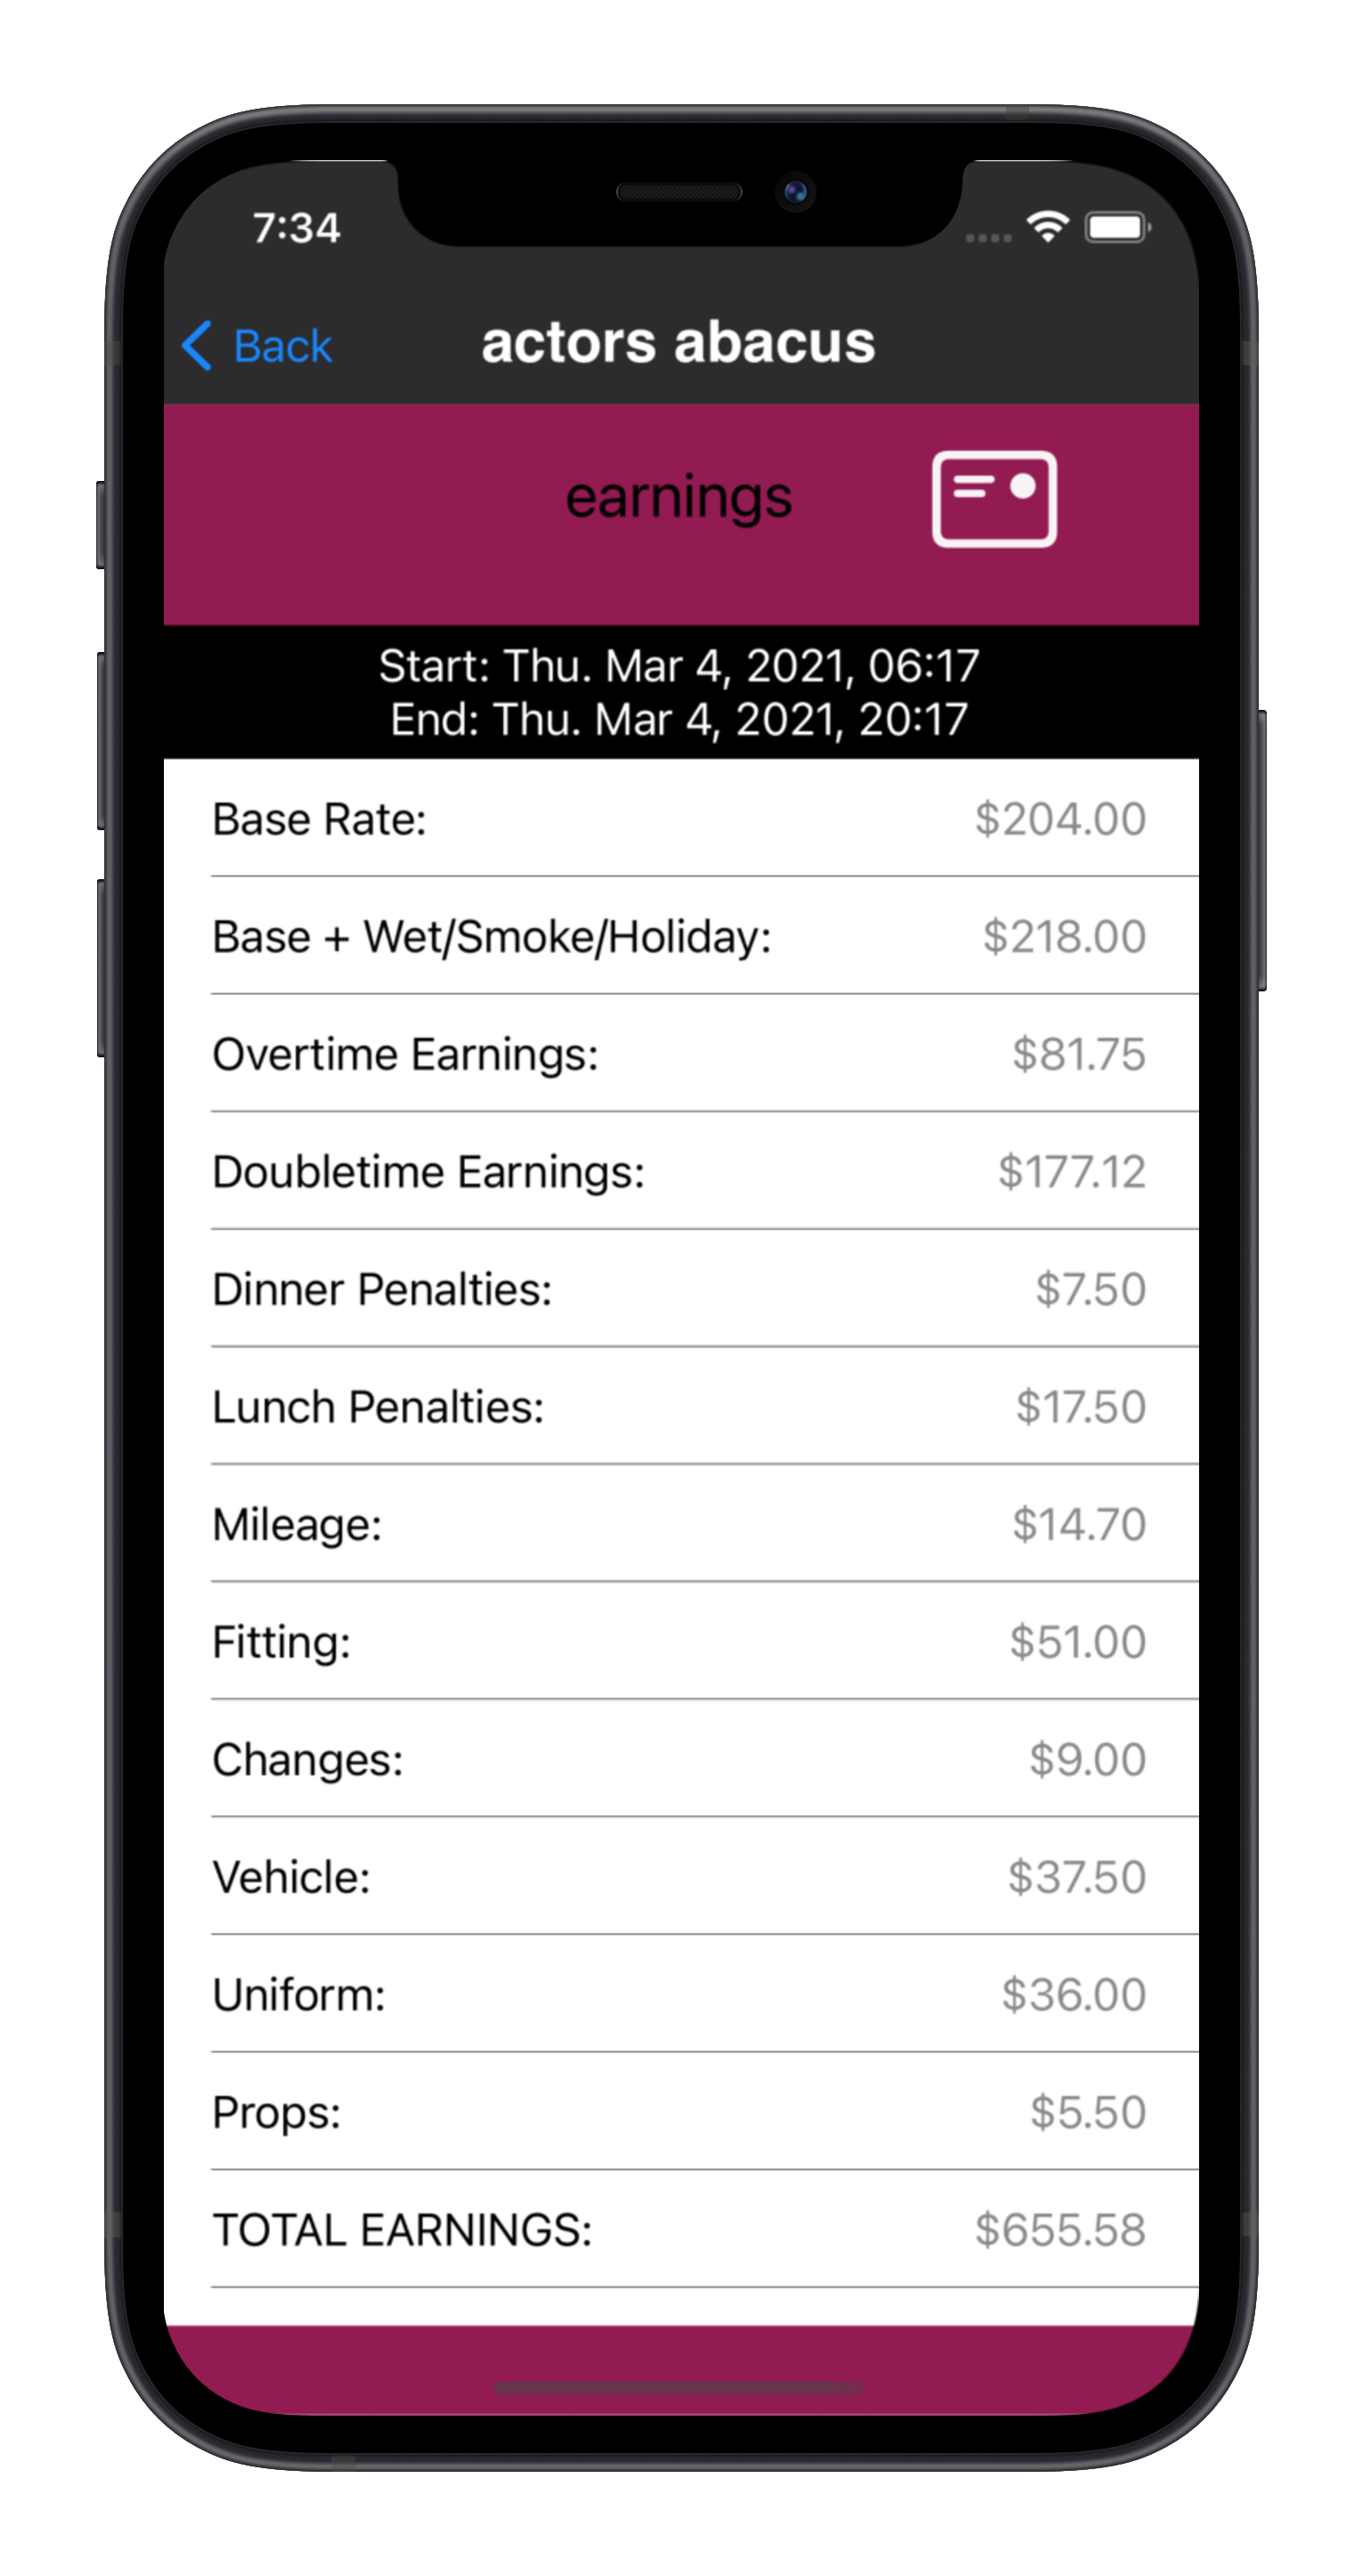 7:34
Back
actors abacus
earnings
Start: Thu. Mar 4, 2021, 06:17
End: Thu. Mar 4, 2021, 20:17
Base Rate: $204.00
Base + Wet/Smoke/Holiday: $218.00
Overtime Earnings: $81.75
Doubletime Earnings: $177.12
Dinner Penalties: $7.50
Lunch Penalties: $17.50
Mileage: $14.70
Fitting: $51.00
Changes: $9.00
Vehicle: $37.50
Uniform: $36.00
Props: $5.50
TOTAL EARNINGS: $655.58